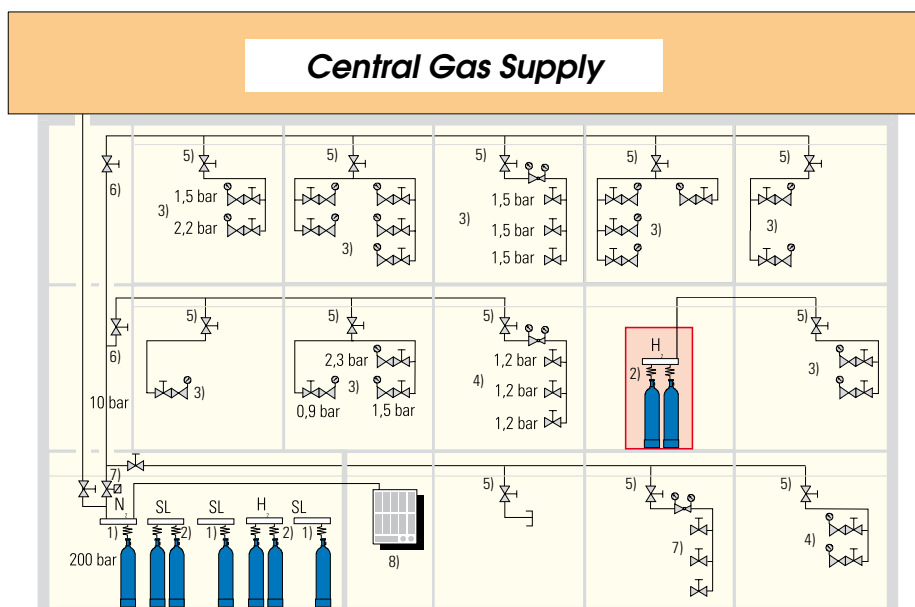 Central Gas Supply
5) 5) 5) 5) 5)
6)
3) 1,5 bar
2,2 bar
3)
3) 1,5 bar
1,5 bar
1,5 bar
3)
3)
5) 5) 5) 5)
6)
3)
2,3 bar
3)
0,9 bar 1,5 bar
4) 1,2 bar
1,2 bar
1,2 bar
H2
2)
3)
10 bar
7)
5) 5) 5)
N2 SL SL H2 SL
1) 2) 1) 2) 1)
200 bar
8)
7)
4)